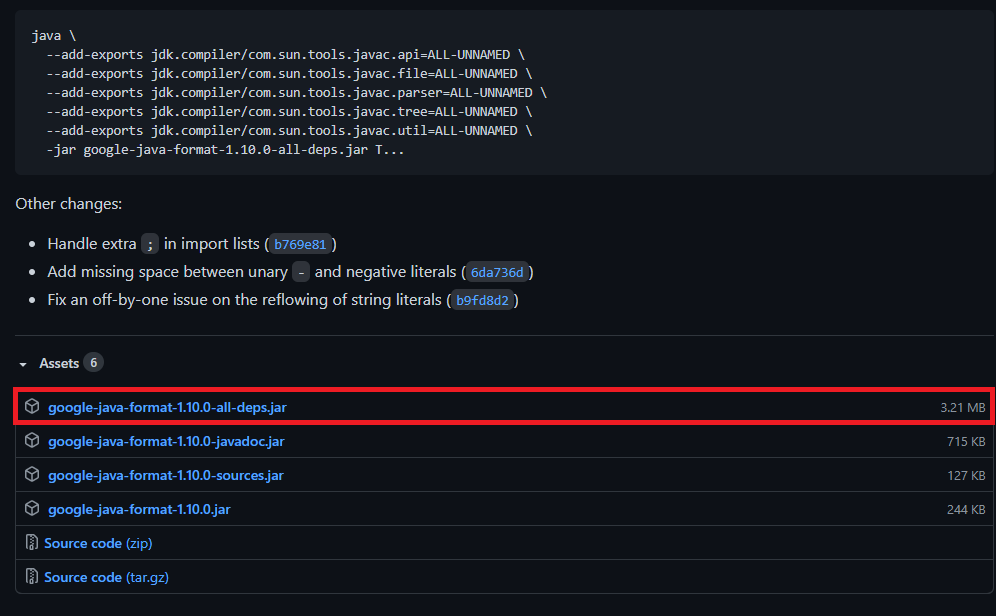 java \
--add-exports jdk.compiler/com.sun.tools.javac.api=ALL-UNNAMED \
--add-exports jdk.compiler/com.sun.tools.javac.file=ALL-UNNAMED \
--add-exports jdk.compiler/com.sun.tools.javac.parser=ALL-UNNAMED \
--add-exports jdk.compiler/com.sun.tools.javac.tree=ALL-UNNAMED \
--add-exports jdk.compiler/com.sun.tools.javac.util=ALL-UNNAMED \
-jar google-java-format-1.10.0-all-deps.jar T...
Other changes:
• Handle extra ; in import lists (b769e81)
• Add missing space between unary - and negative literals (6da736d)
• Fix an off-by-one issue on the reflowing of string literals (b9fd8d2)
Assets 6
google-java-format-1.10.0-all-deps.jar 3.21 MB
google-java-format-1.10.0-javadoc.jar 715 KB
google-java-format-1.10.0-sources.jar 127 KB
google-java-format-1.10.0.jar 244 KB
Source code (zip)
Source code (tar.gz)